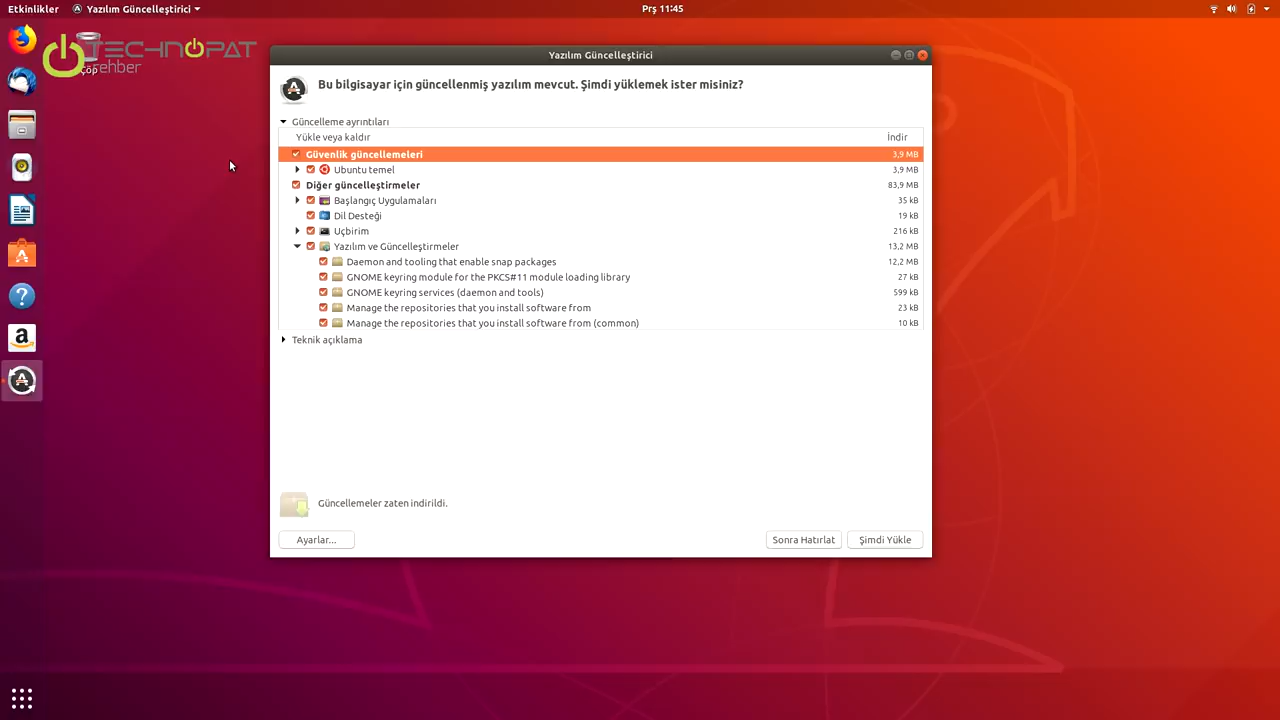 Etkinlikler
Yazılım Güncelleştirici
Prş 11:45
TECHNOPAT
rehber
Çöp
Yazılım Güncelleştirici
Bu bilgisayar için güncellenmiş yazılım mevcut. Şimdi yüklemek ister misiniz?
Güncelleme ayrıntıları
Yükle veya kaldır İndir
Güvenlik güncellemeleri 3,9 MB
Ubuntu temel 3,9 MB
Diğer güncelleştirmeler 83,9 MB
Başlangıç Uygulamaları 35 kB
Dil Desteği 19 kB
Uçbirim 216 kB
Yazılım ve Güncelleştirmeler 13,2 MB
Daemon and tooling that enable snap packages 12,2 MB
GNOME keyring module for the PKCS#11 module loading library 27 kB
GNOME keyring services (daemon and tools) 599 kB
Manage the repositories that you install software from 23 kB
Manage the repositories that you install software from (common) 10 kB
Teknik açıklama
Güncellemeler zaten indirildi.
Ayarlar... Sonra Hatırlat Şimdi Yükle